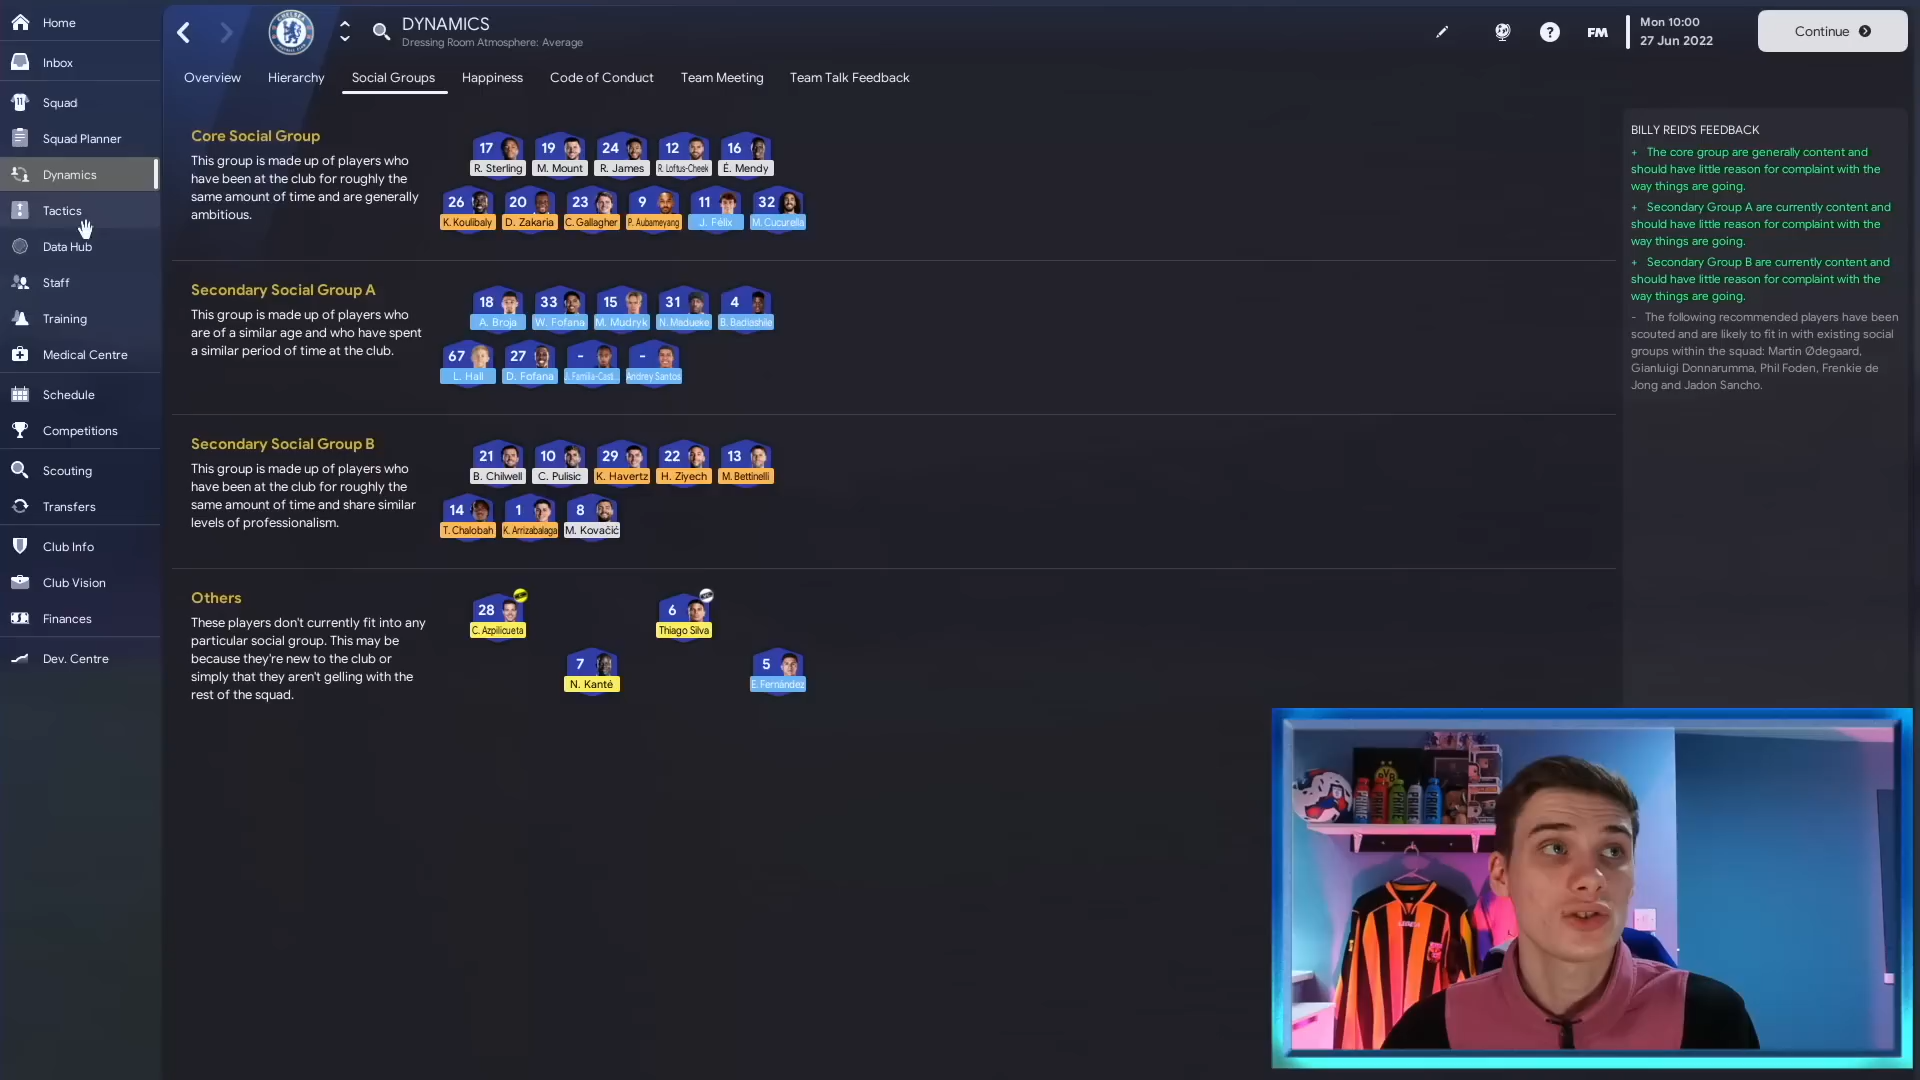 Home
Inbox
Squad
Squad Planner
Dynamics
Tactics
Data Hub
Staff
Training
Medical Centre
Schedule
Competitions
Scouting
Transfers
Club Info
Club Vision
Finances
Dev. Centre
DYNAMICS
Dressing Room Atmosphere: Average
FM
Mon 10:00
27 Jun 2022
Continue
Overview Hierarchy Social Groups Happiness Code of Conduct Team Meeting Team Talk Feedback
Core Social Group
This group is made up of players who
have been at the club for roughly the
same amount of time and are generally
ambitious.
17 19 24 12 16
R. Sterling M. Mount R. James R. Loftus-Cheek É. Mendy
26 20 23 9 11 32
K. Koulibaly D. Zakaria C. Gallagher P. Aubameyang J. Félix M. Cucurella
Secondary Social Group A
This group is made up of players who
are of a similar age and who have spent
a similar period of time at the club.
18 33 15 31 4
A. Broja W. Fofana M. Mudryk N. Madueke B. Badiashile
67 27 - -
L. Hall D. Fofana Andrey Santos
Secondary Social Group B
This group is made up of players who
have been at the club for roughly the
same amount of time and share similar
levels of professionalism.
21 10 29 22 13
B. Chilwell C. Pulisic K. Havertz H. Ziyech M. Bettinelli
14 1 8
T. Chalobah K. Arrizabalaga M. Kovačić
Others
These players don't currently fit into any
particular social group. This may be
because they're new to the club or
simply that they aren't gelling with the
rest of the squad.
28 6
C. Azpilicueta Thiago Silva
7 5
N. Kanté E. Fernández
BILLY REID'S FEEDBACK
+ The core group are generally content and
should have little reason for complaint with the
way things are going.
+ Secondary Group A are currently content and
should have little reason for complaint with the
way things are going.
+ Secondary Group B are currently content and
should have little reason for complaint with the
way things are going.
- The following recommended players have been
scouted and are likely to fit in with existing social
groups within the squad: Martin Ødegaard,
Gianluigi Donnarumma, Phil Foden, Frenkie de
Jong and Jadon Sancho.
BVB
PRIME PRIME PRIME PRIME PRIME